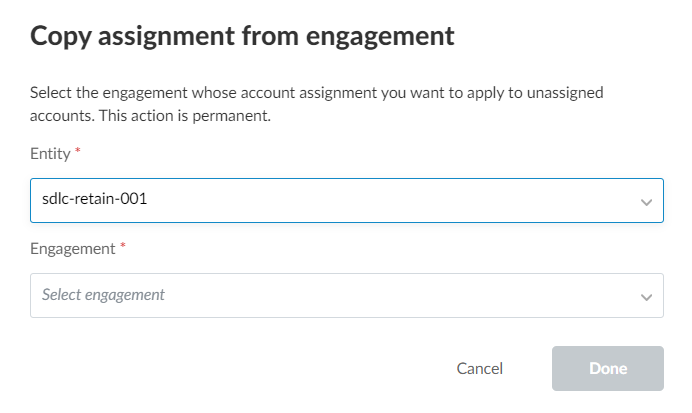 Copy assignment from engagement
Select the engagement whose account assignment you want to apply to unassigned
accounts. This action is permanent.
Entity *
sdlc-retain-001
Engagement *
Select engagement
Cancel
Done